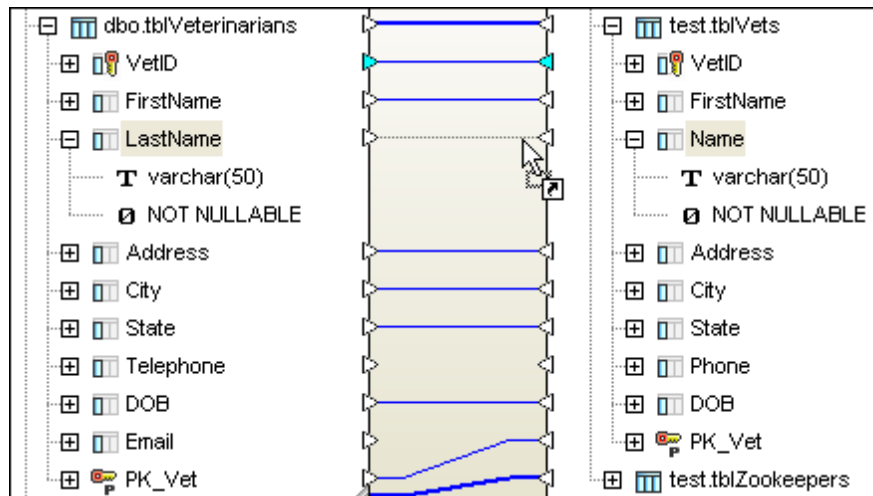 dbo.tblVeterinarians
test.tblVets
VetID
VetID
FirstName
FirstName
LastName
Name
T varchar(50)
T varchar(50)
Ø NOT NULLABLE
Ø NOT NULLABLE
Address
Address
City
City
State
State
Telephone
Phone
DOB
DOB
Email
P PK_Vet
P PK_Vet
test.tblZookeepers